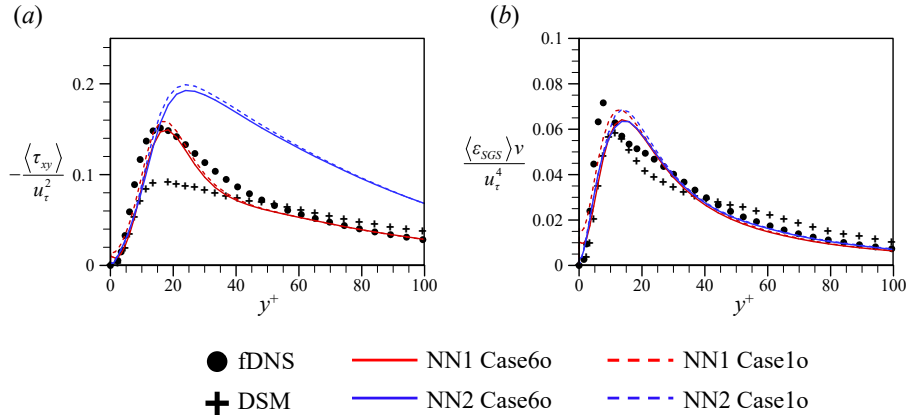 (a)
(b)
0.2
0.1
0
0 20 40 60 80 100
y+
−⟨τxy⟩/uτ²
0.1
0.08
0.06
0.04
0.02
0
0 20 40 60 80 100
y+
⟨εSGS⟩ν/uτ⁴
fDNS NN1 Case6o NN1 Case1o
DSM NN2 Case6o NN2 Case1o